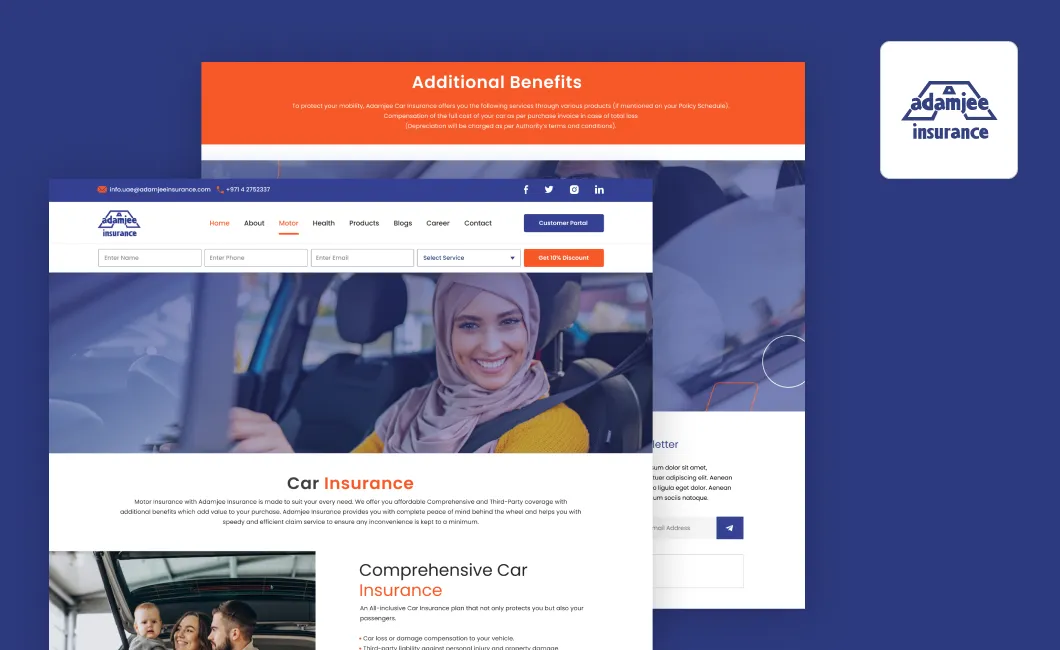 Additional Benefits
To protect your mobility, Adamjee Car Insurance offers you the following services through various products (if mentioned on your Policy Schedule).
Compensation of the full cost of your cat as per purchase invoice in case of total loss
(Depreciation will be charged as per Authority's terms and conditions).
adamjee
insurance
info.uae@adamjeeinsurance.com +971 4 2752337
adamjee
insurance
Home About Motor Health Products Blogs Career Contact Customer Portal
Enter Name Enter Phone Enter Email Select Service Get 10% Discount
Car Insurance
Motor Insurance with Adamjee Insurance is made to suit your every need. We offer you affordable Comprehensive and Third-Party coverage with
additional benefits which add value to your purchase. Adamjee Insurance provides you with complete peace of mind behind the wheel and helps you with
speedy and efficient claim service to ensure any inconvenience is kept to a minimum.
Comprehensive Car
Insurance
An All-inclusive Car Insurance plan that not only protects you but also your
passengers.
• Car loss or damage compensation to your vehicle.
• Third-party liability against personal injury and property damage
letter
sum dolor sit amet,
tuer adipiscing elit. Aenean
o ligula eget dolor. Aenean
um sociis natoque.
mail Address